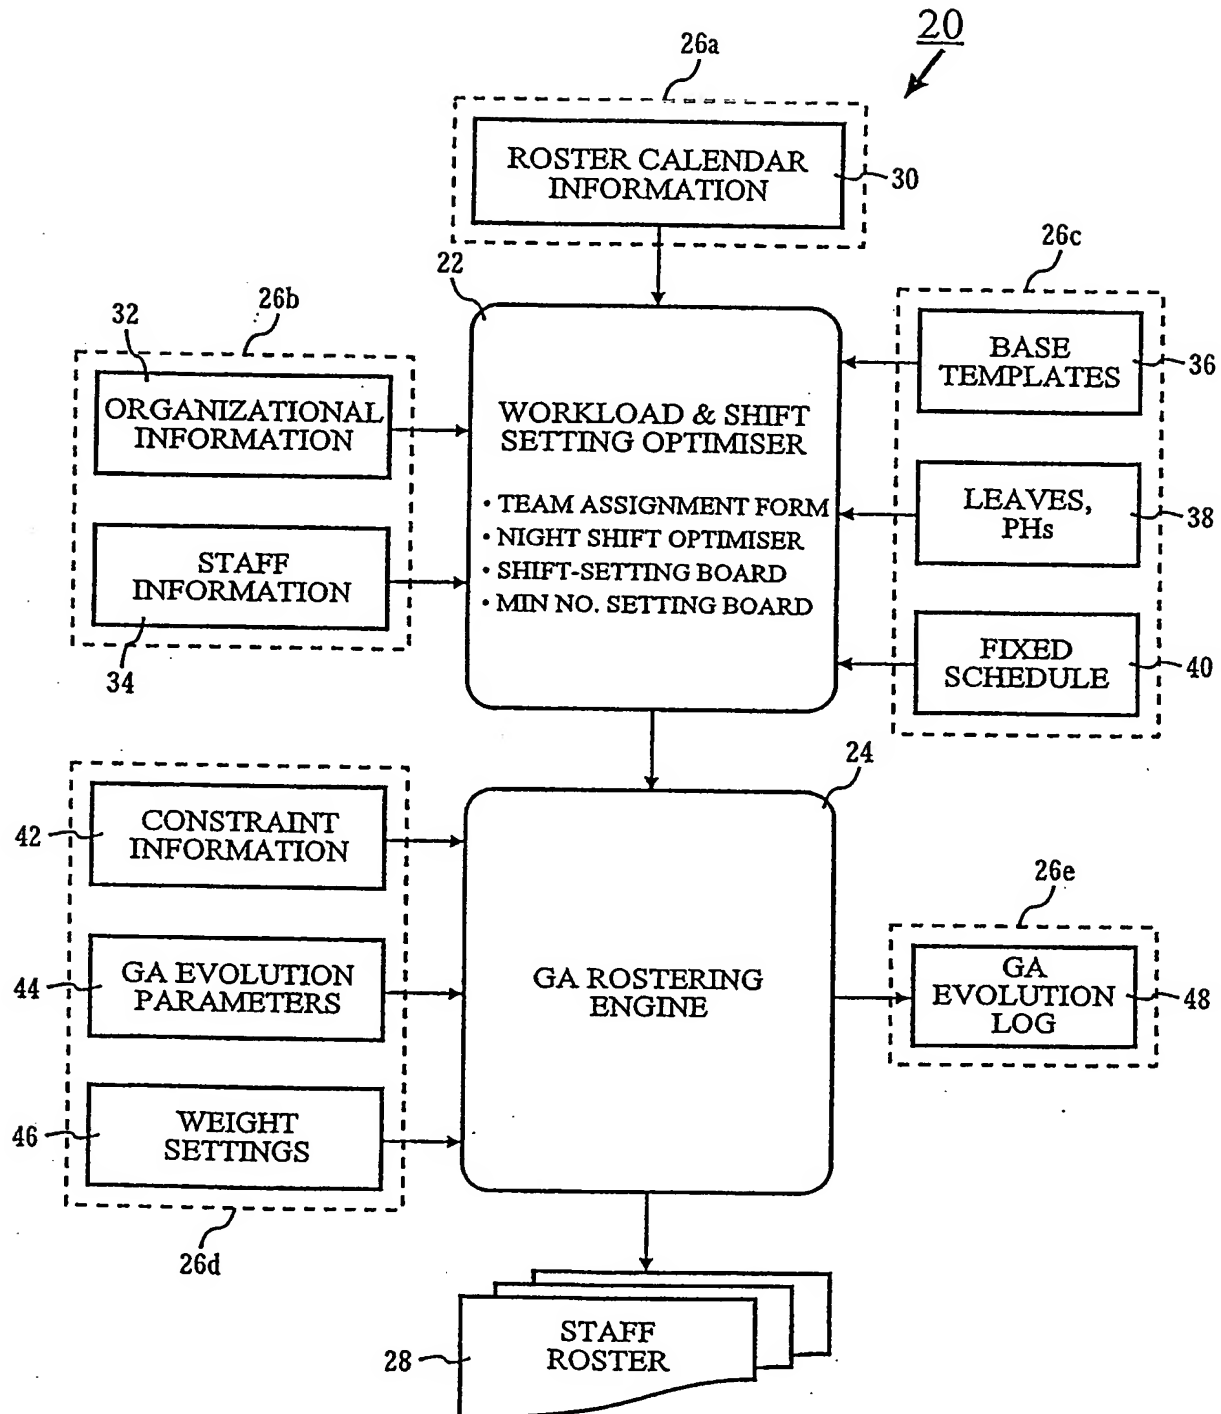 20
26a
ROSTER CALENDAR
INFORMATION
30
22
26c
26b
32
ORGANIZATIONAL
INFORMATION
STAFF
INFORMATION
34
WORKLOAD & SHIFT
SETTING OPTIMISER
• TEAM ASSIGNMENT FORM
• NIGHT SHIFT OPTIMISER
• SHIFT-SETTING BOARD
• MIN NO. SETTING BOARD
BASE
TEMPLATES
36
LEAVES,
PHs
38
FIXED
SCHEDULE
40
24
42
CONSTRAINT
INFORMATION
44
GA EVOLUTION
PARAMETERS
46
WEIGHT
SETTINGS
26d
GA ROSTERING
ENGINE
26e
GA
EVOLUTION
LOG
48
28
STAFF
ROSTER